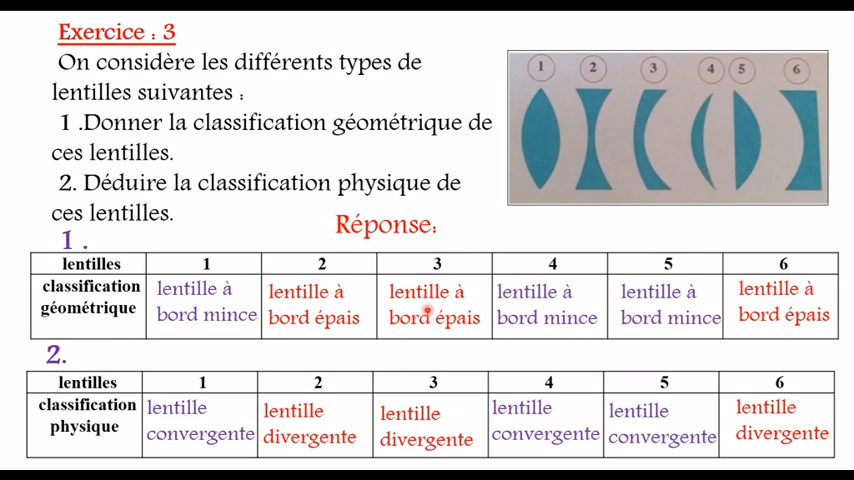 Exercice : 3
On considère les différents types de
lentilles suivantes :
1 .Donner la classification géométrique de
ces lentilles.
2. Déduire la classification physique de
ces lentilles.
1 2 3 4 5 6
Réponse:
1 .
lentilles 1 2 3 4 5 6
classification lentille à lentille à lentille à lentille à lentille à lentille à
géométrique bord mince bord épais bord épais bord mince bord mince bord épais
2.
lentilles 1 2 3 4 5 6
classification lentille lentille lentille lentille lentille lentille
physique convergente divergente divergente convergente convergente divergente